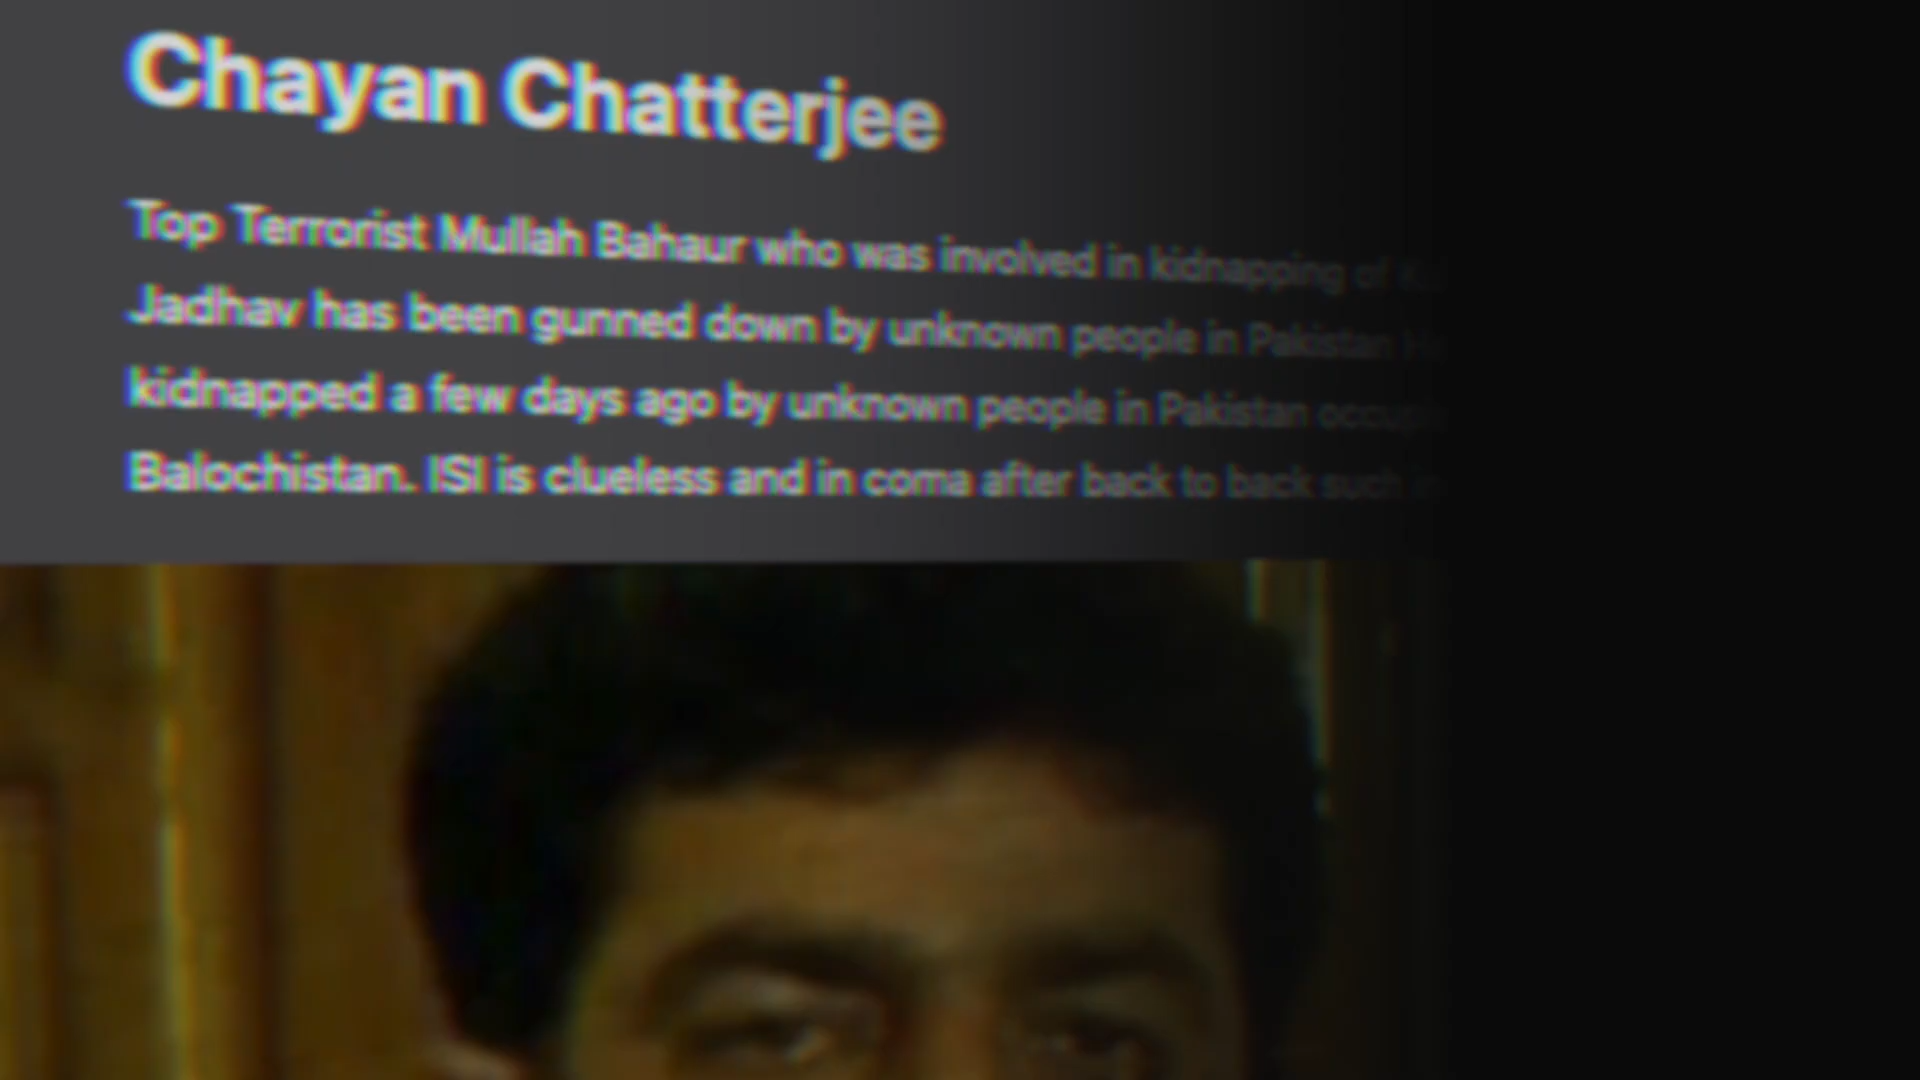 Chayan Chatterjee
Top Terrorist Mullah Bahaur who was involved in kidnapping of
Jadhav has been gunned down by unknown people in Pakistan
kidnapped a few days ago by unknown people in Pakistan
Balochistan. ISI is clueless and in coma after back to back such